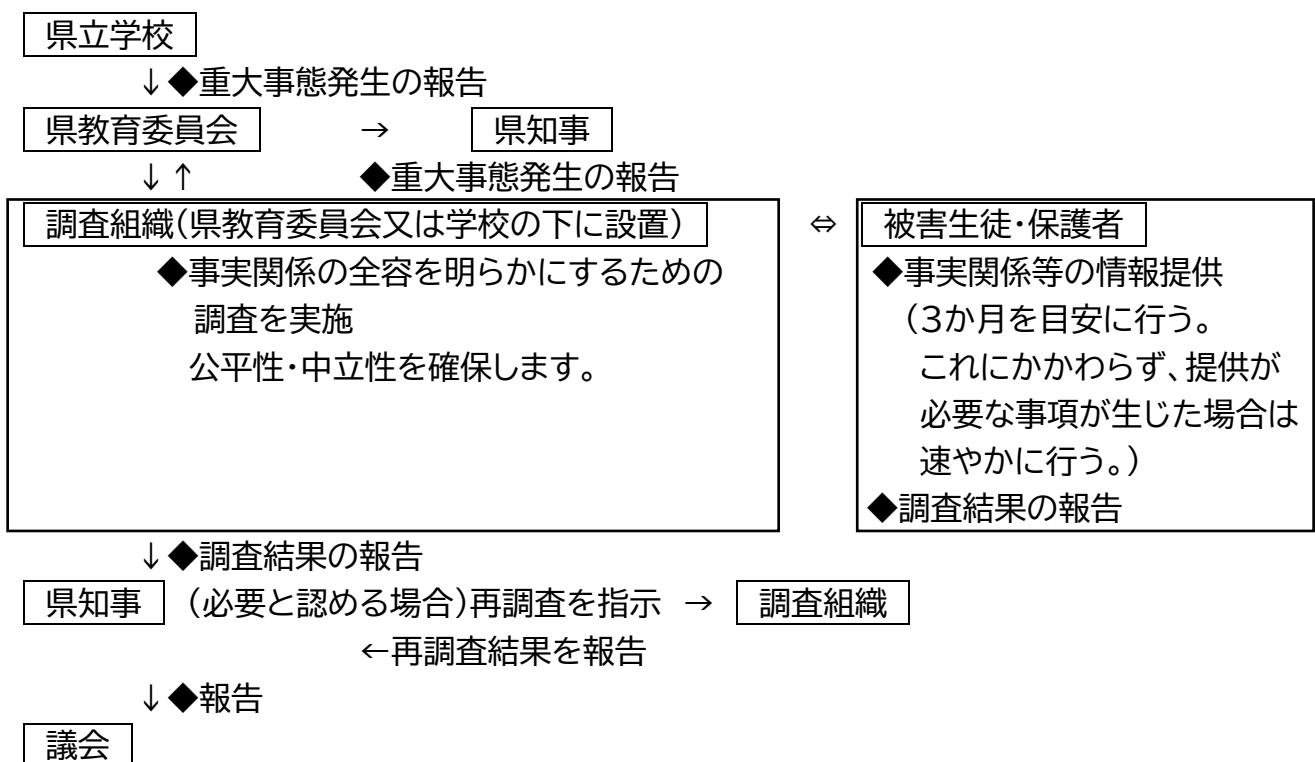 県立学校
↓◆重大事態発生の報告
県教育委員会 → 県知事
↓↑ ◆重大事態発生の報告
調査組織(県教育委員会又は学校の下に設置) ⇔ 被害生徒・保護者
◆事実関係の全容を明らかにするための ◆事実関係等の情報提供
調査を実施 (3か月を目安に行う。
公平性・中立性を確保します。 これにかかわらず、提供が
必要な事項が生じた場合は
速やかに行う。)
◆調査結果の報告
↓◆調査結果の報告
県知事 (必要と認める場合)再調査を指示 → 調査組織
←再調査結果を報告
↓◆報告
議会